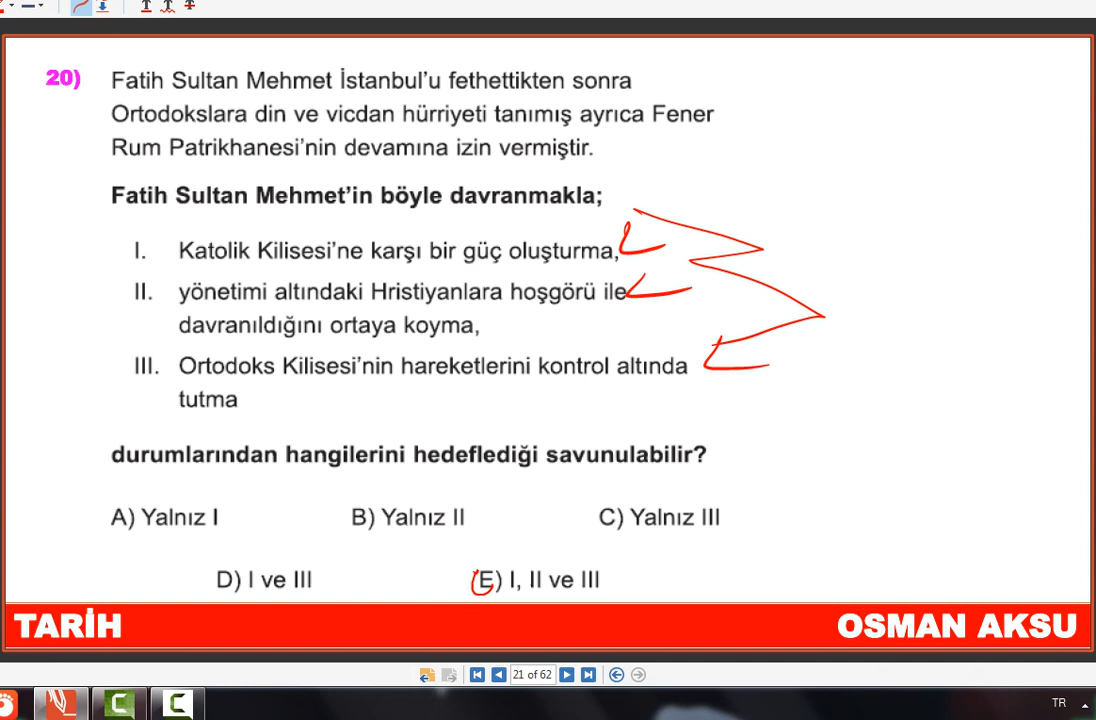 20) Fatih Sultan Mehmet İstanbul'u fethettikten sonra
Ortodokslara din ve vicdan hürriyeti tanımış ayrıca Fener
Rum Patrikhanesi'nin devamına izin vermiştir.
Fatih Sultan Mehmet'in böyle davranmakla;
I. Katolik Kilisesi'ne karşı bir güç oluşturma,
II. yönetimi altındaki Hristiyanlara hoşgörü ile
davranıldığını ortaya koyma,
III. Ortodoks Kilisesi'nin hareketlerini kontrol altında
tutma
durumlarından hangilerini hedeflediği savunulabilir?
A) Yalnız I B) Yalnız II C) Yalnız III
D) I ve III E) I, II ve III
TARİH OSMAN AKSU
21 of 62
TR